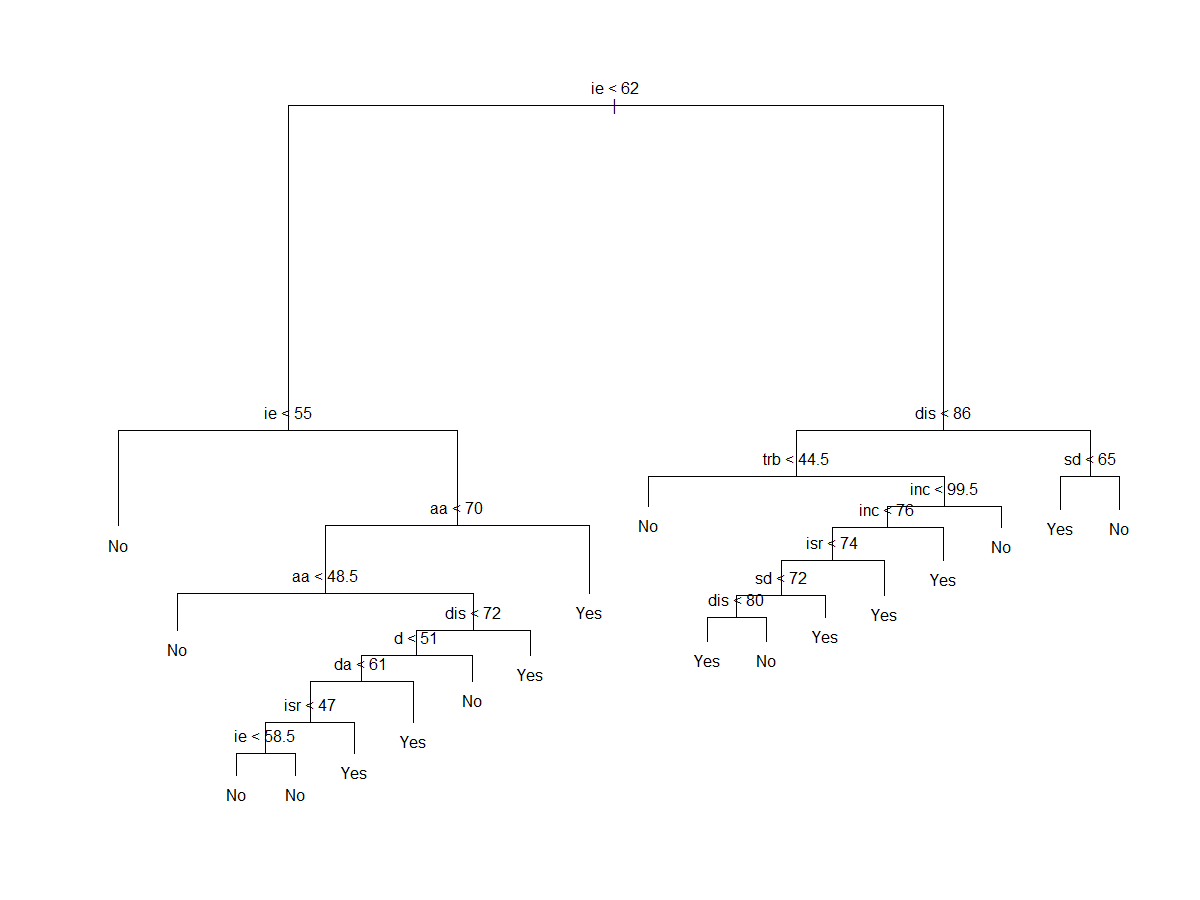 ie < 62
ie < 55
dis < 86
trb < 44.5
sd < 65
inc < 99.5
aa < 70
inc < 76
No
Yes
No
isr < 74
No
No
aa < 48.5
sd < 72
Yes
dis < 80
dis < 72
Yes
Yes
d < 51
Yes
No
da < 61
Yes
No
Yes
No
isr < 47
ie < 58.5
Yes
Yes
No
No